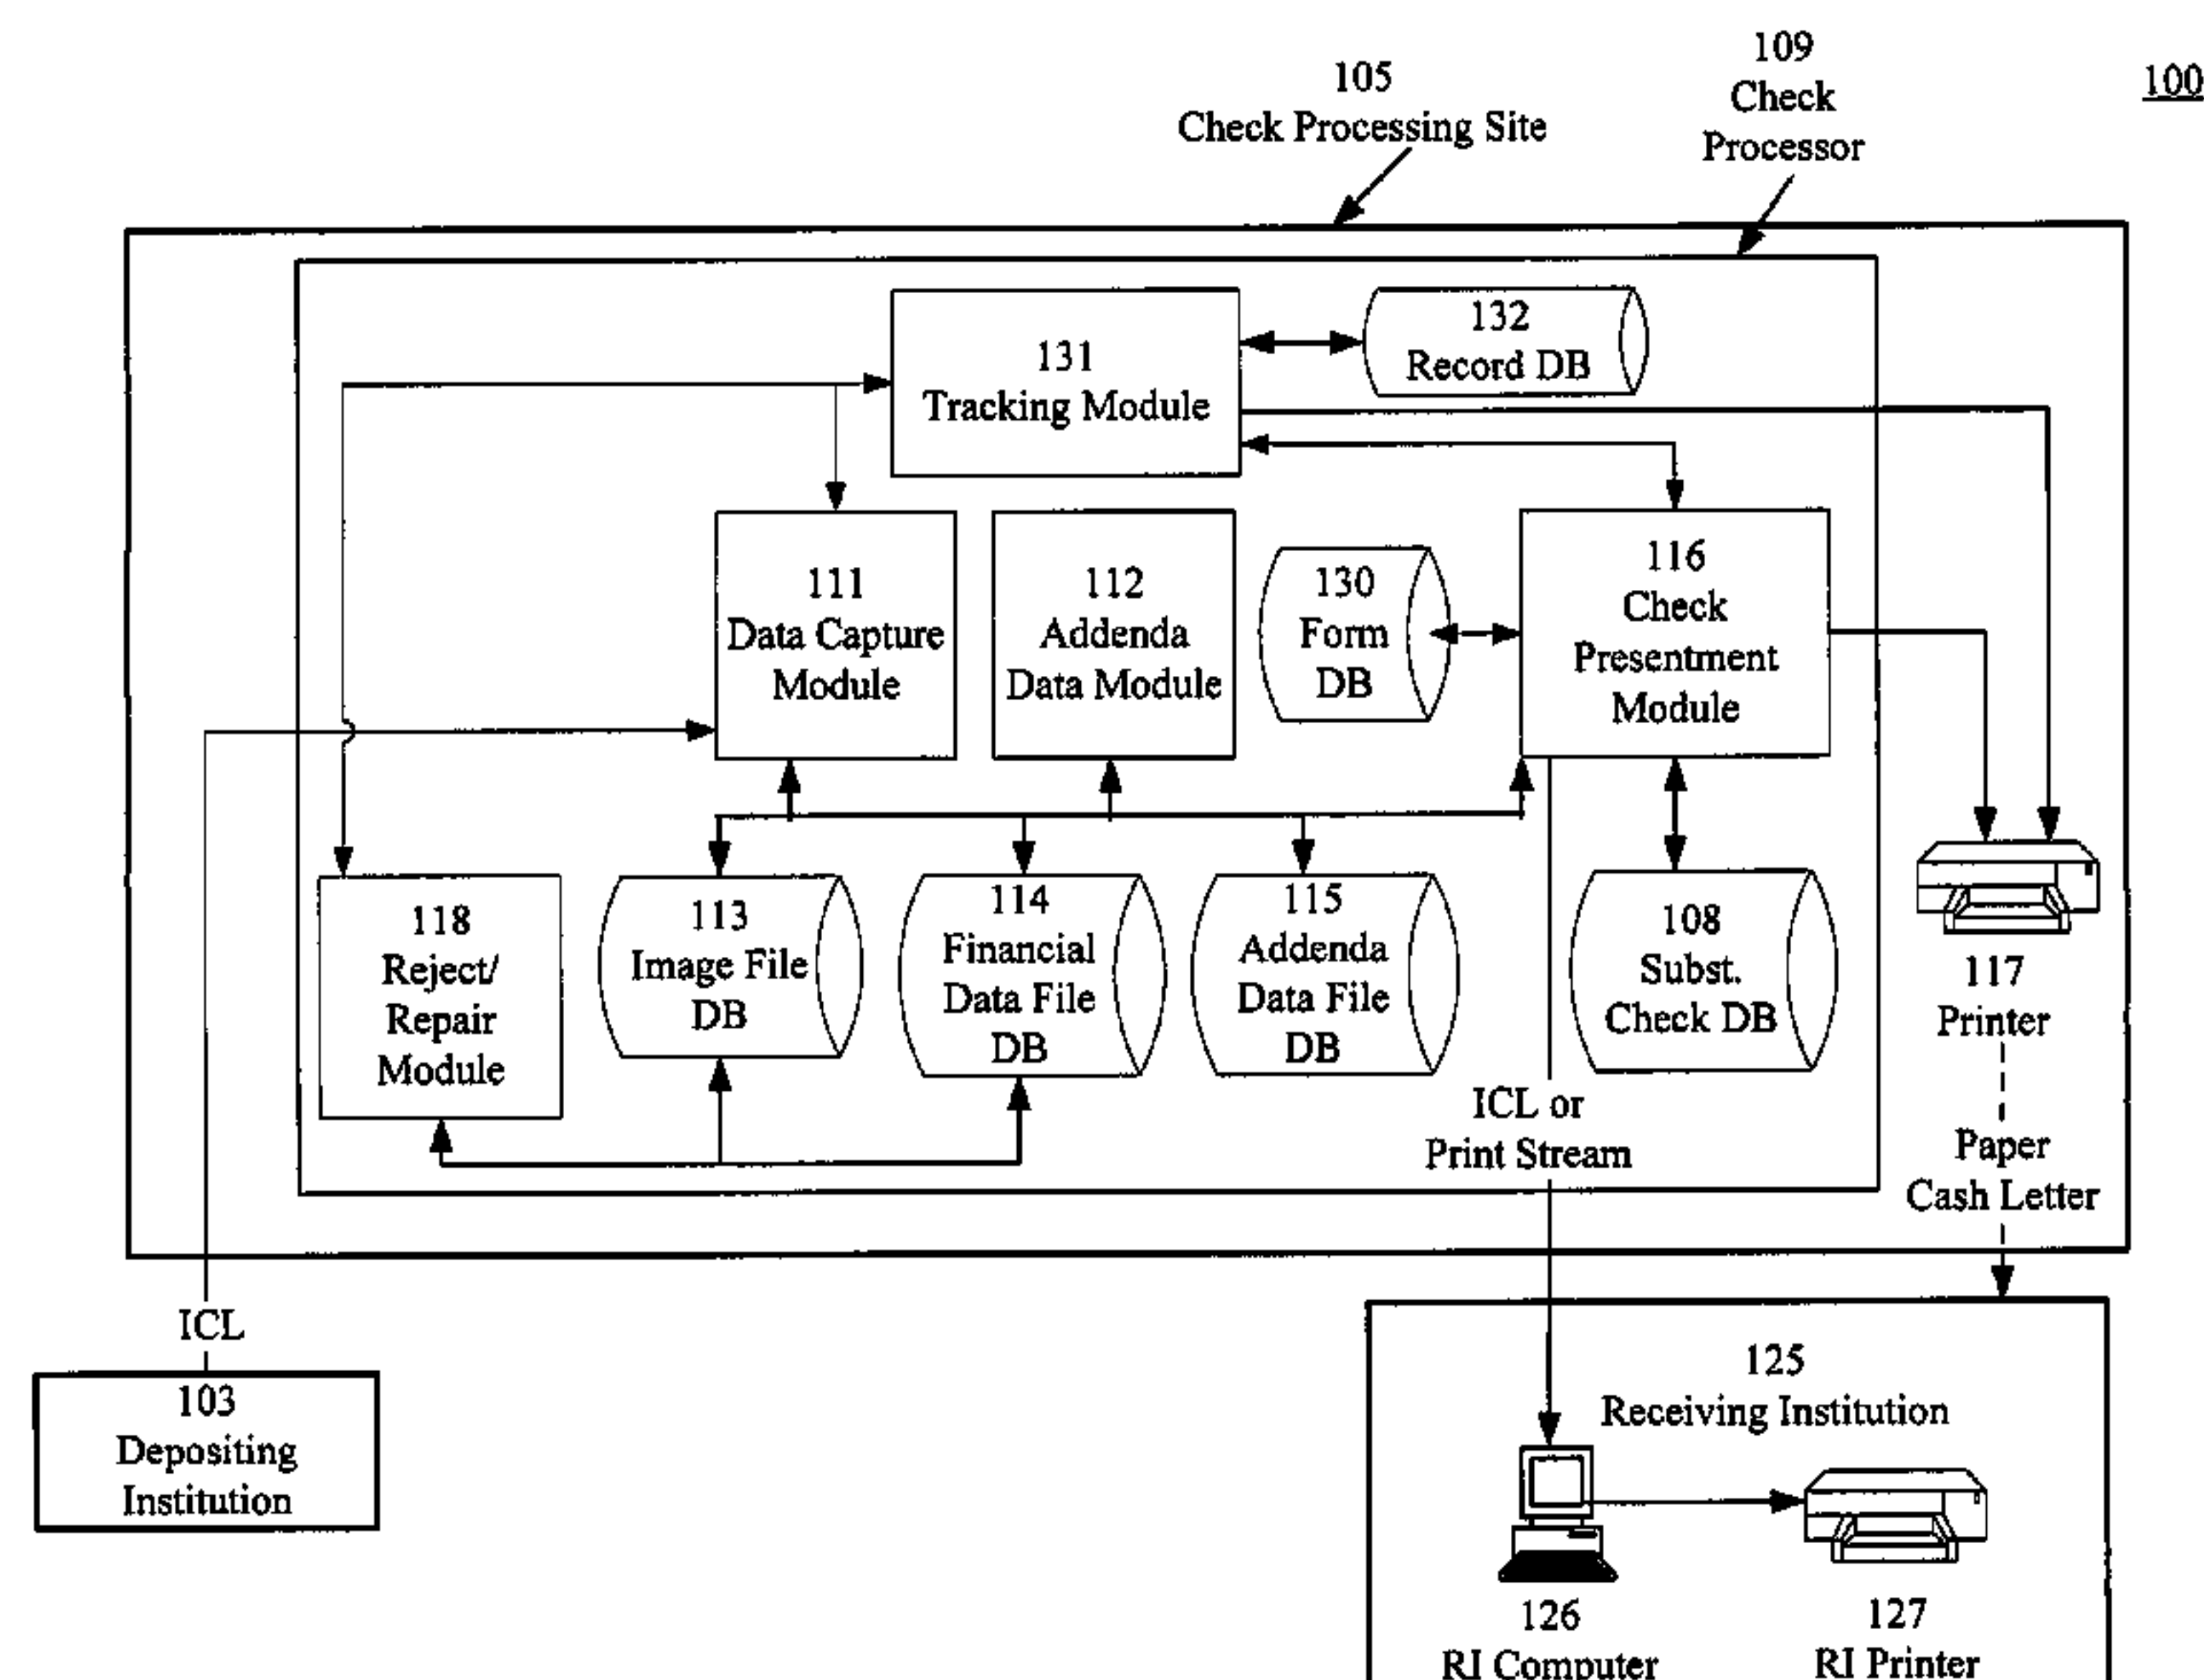 100
105
Check Processing Site
109
Check
Processor
131
Tracking Module
132
Record DB
111
Data Capture
Module
112
Addenda
Data Module
130
Form
DB
116
Check
Presentment
Module
118
Reject/
Repair
Module
113
Image File
DB
114
Financial
Data File
DB
115
Addenda
Data File
DB
108
Subst.
Check DB
117
Printer
ICL or
Print Stream
Paper
Cash Letter
ICL
103
Depositing
Institution
125
Receiving Institution
126
RI Computer
127
RI Printer